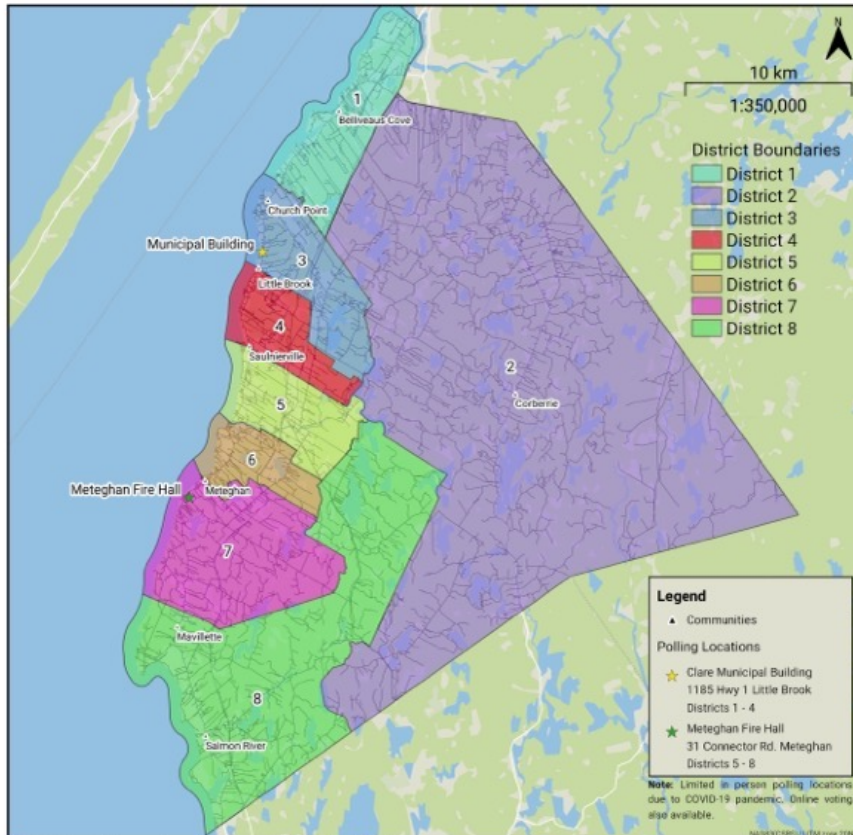 N
10 km
1:350,000
District Boundaries
District 1
District 2
District 3
District 4
District 5
District 6
District 7
District 8
1
Belliveaus Cove
Church Point
Municipal Building
3
Little Brook
4
Saulnierville
2
Corberrie
5
6
Meteghan Fire Hall
Meteghan
7
Mavillette
8
Salmon River
Legend
Communities
Polling Locations
Clare Municipal Building
1185 Hwy 1 Little Brook
Districts 1 - 4
Meteghan Fire Hall
31 Connector Rd. Meteghan
Districts 5 - 8
Note: Limited in person polling locations
due to COVID-19 pandemic. Online voting
also available.